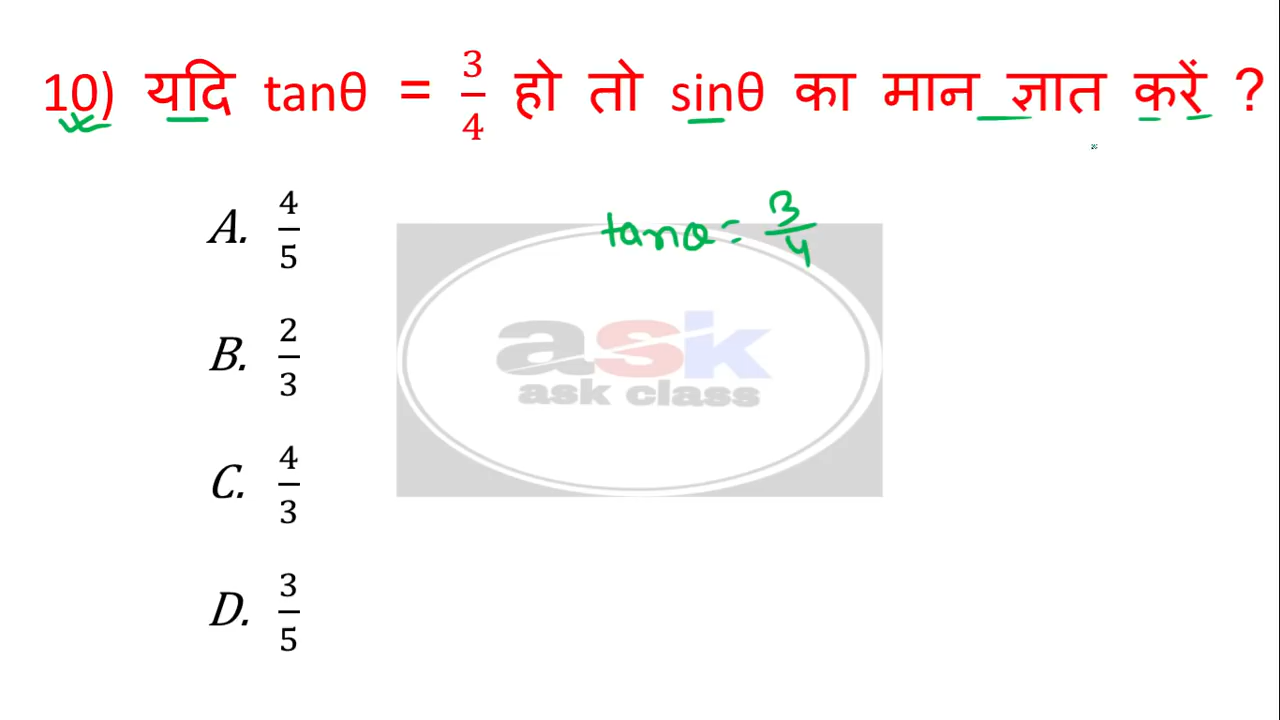 10) यदि tanθ = 3/4 हो तो sinθ का मान ज्ञात करें ?
A. 4/5
tanθ = 3/4
B. 2/3
ask
ask class
C. 4/3
D. 3/5